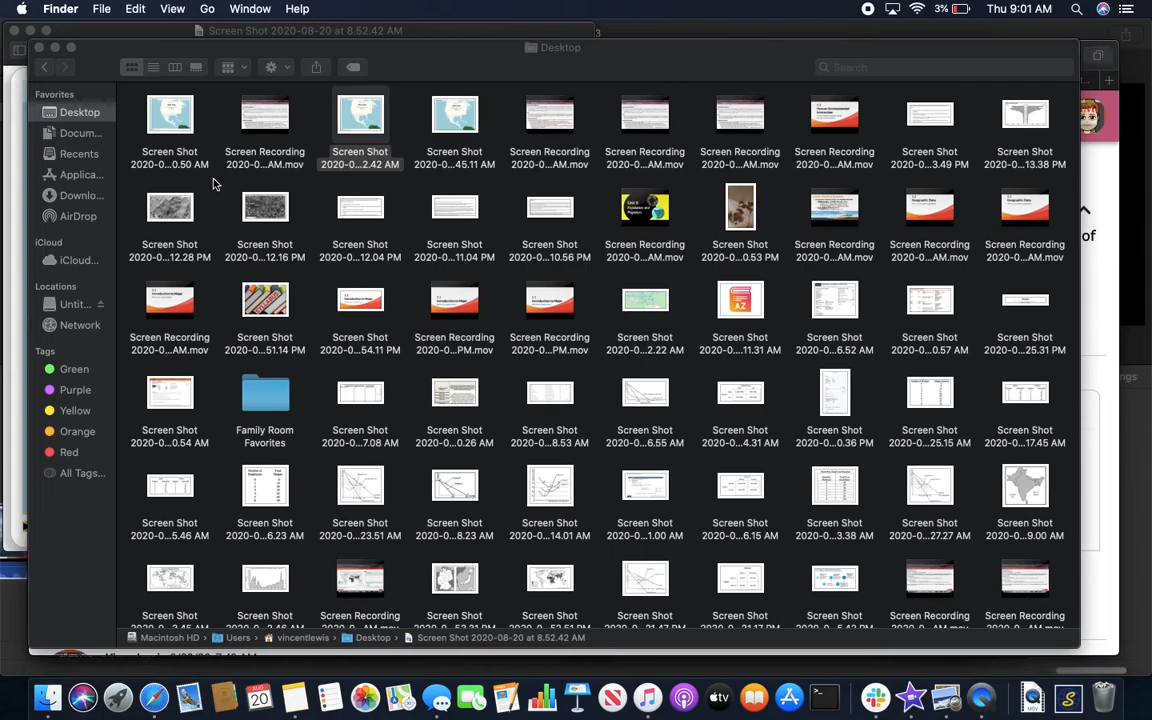 Finder File Edit View Go Window Help 3% Thu 9:01 AM
Screen Shot 2020-08-20 at 8.52.42 AM
3
Desktop
Search
Favorites
Desktop
Docum...
Recents
Applica...
Downlo...
AirDrop
iCloud
iCloud...
Locations
Untit...
Network
Tags
Green
Purple
Yellow
Orange
Red
All Tags...
Screen Shot Screen Recording Screen Shot Screen Shot Screen Recording Screen Recording Screen Recording Screen Recording Screen Shot Screen Shot
2020-0...0.50 AM 2020-0...AM.mov 2020-0...2.42 AM 2020-0...45.11 AM 2020-0...AM.mov 2020-0...AM.mov 2020-0...AM.mov 2020-0...AM.mov 2020-0...3.49 PM 2020-0...13.38 PM
of
Screen Shot Screen Shot Screen Shot Screen Shot Screen Shot Screen Recording Screen Shot Screen Recording Screen Recording Screen Recording
2020-0...12.28 PM 2020-0...12.16 PM 2020-0...12.04 PM 2020-0...11.04 PM 2020-0...10.56 PM 2020-0...AM.mov 2020-0...0.53 PM 2020-0...AM.mov 2020-0...AM.mov 2020-0...AM.mov
AZ
Screen Recording Screen Shot Screen Shot Screen Recording Screen Recording Screen Shot Screen Shot Screen Shot Screen Shot Screen Shot
2020-0...AM.mov 2020-0...51.14 PM 2020-0...54.11 PM 2020-0...PM.mov 2020-0...PM.mov 2020-0...2.22 AM 2020-0....11.31 AM 2020-0...6.52 AM 2020-0...0.57 AM 2020-0...25.31 PM
ngs
Screen Shot Family Room Screen Shot Screen Shot Screen Shot Screen Shot Screen Shot Screen Shot Screen Shot Screen Shot
2020-0...0.54 AM Favorites 2020-0...7.08 AM 2020-0...0.26 AM 2020-0...8.53 AM 2020-0...6.55 AM 2020-0...4.31 AM 2020-0...0.36 PM 2020-0...25.15 AM 2020-0...17.45 AM
Screen Shot Screen Shot Screen Shot Screen Shot Screen Shot Screen Shot Screen Shot Screen Shot Screen Shot Screen Shot
2020-0...5.46 AM 2020-0...6.23 AM 2020-0...23.51 AM 2020-0...8.23 AM 2020-0...14.01 AM 2020-0...1.00 AM 2020-0...6.15 AM 2020-0...3.38 AM 2020-0...27.27 AM 2020-0...9.00 AM
Screen Shot Screen Shot Screen Recording Screen Shot Screen Shot Screen Shot Screen Shot Screen Shot Screen Recording Screen Recording
Macintosh HD › Users › vincentlewis › Desktop › Screen Shot 2020-08-20 at 8.52.42 AM
AUG
20
tv